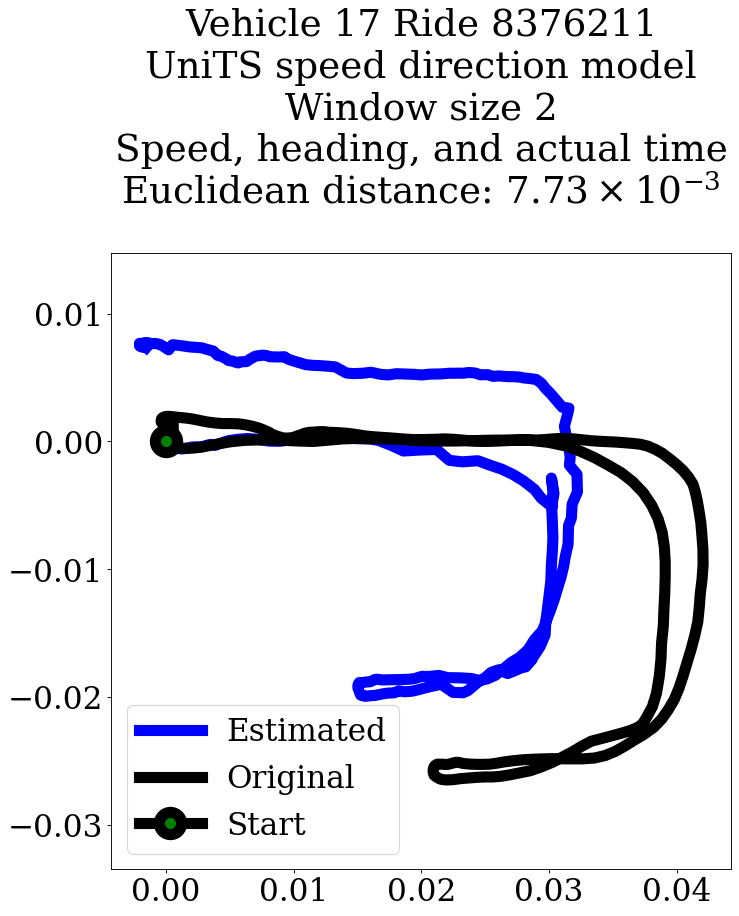 Vehicle 17 Ride 8376211
UniTS speed direction model
Window size 2
Speed, heading, and actual time
Euclidean distance: 7.73 × 10⁻³
0.01
0.00
−0.01
−0.02
−0.03
Estimated
Original
Start
0.00 0.01 0.02 0.03 0.04